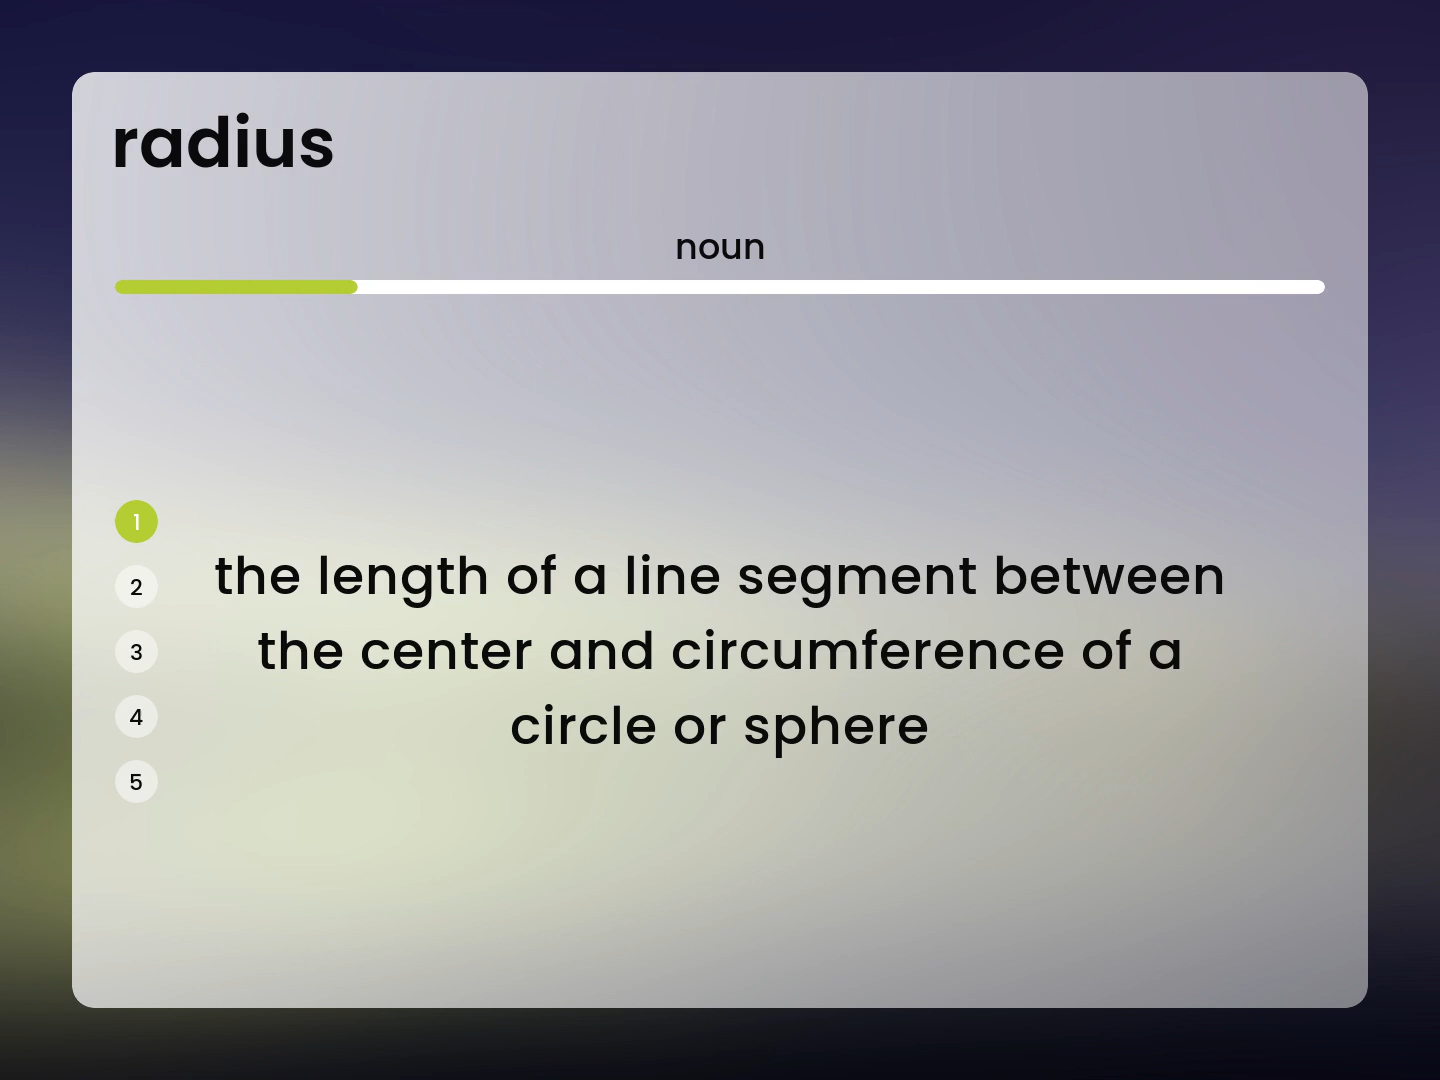 radius
noun
1
2
3
4
5
the length of a line segment between
the center and circumference of a
circle or sphere